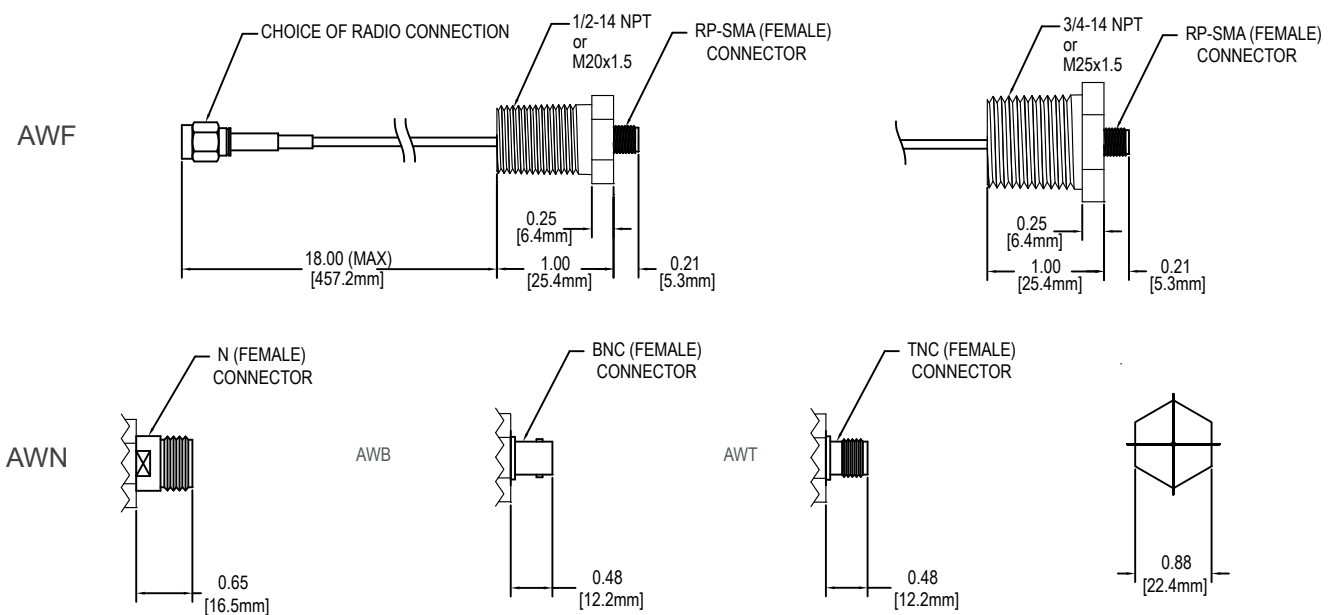 CHOICE OF RADIO CONNECTION
1/2-14 NPT
or
M20x1.5
RP-SMA (FEMALE)
CONNECTOR
3/4-14 NPT
or
M25x1.5
RP-SMA (FEMALE)
CONNECTOR
AWF
0.25
[6.4mm]
18.00 (MAX)
[457.2mm]
1.00
[25.4mm]
0.21
[5.3mm]
0.25
[6.4mm]
1.00
[25.4mm]
0.21
[5.3mm]
N (FEMALE)
CONNECTOR
BNC (FEMALE)
CONNECTOR
TNC (FEMALE)
CONNECTOR
AWN
AWB
AWT
0.65
[16.5mm]
0.48
[12.2mm]
0.48
[12.2mm]
0.88
[22.4mm]